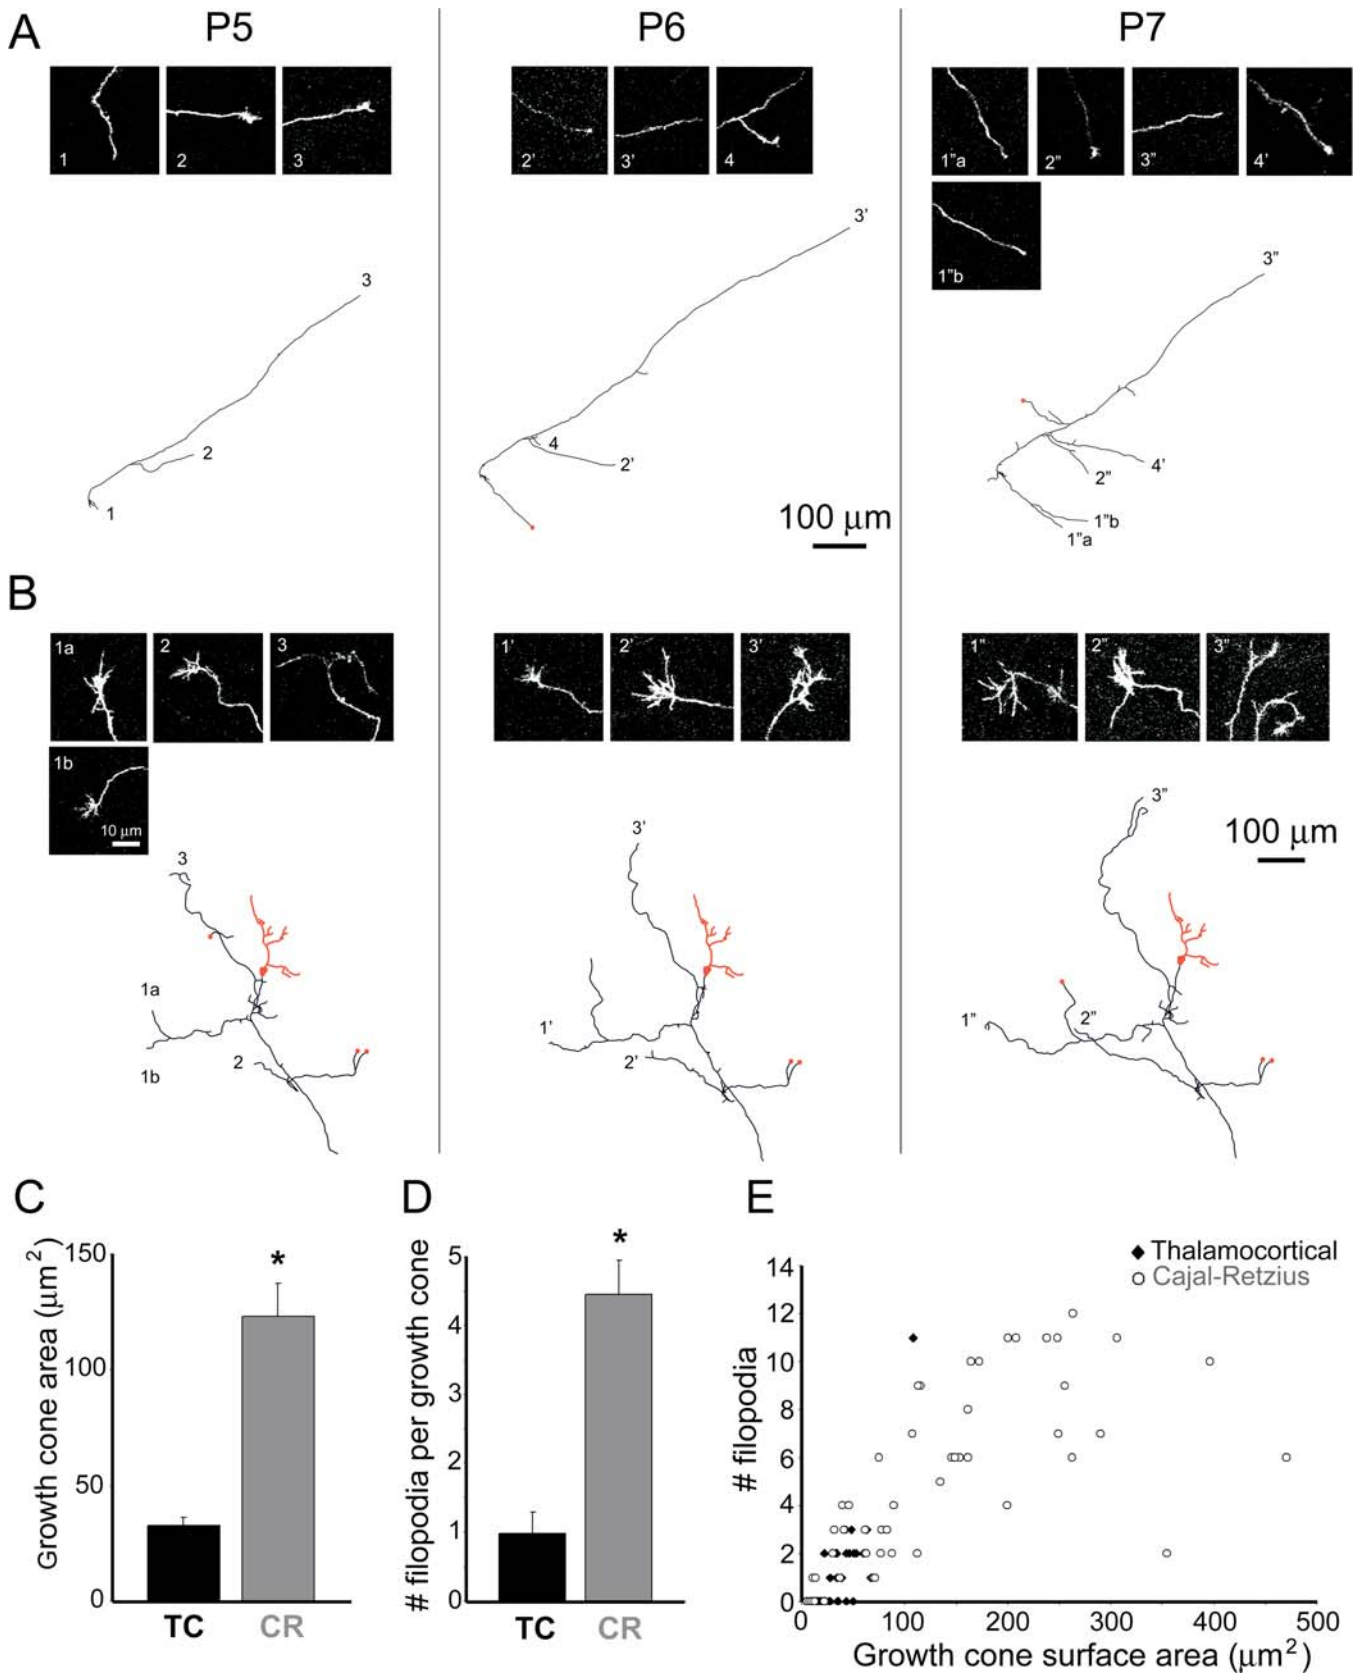 A
P5
P6
P7
1
2
3
2'
3'
4
1"a
2"
3"
4'
1"b
3
2
1
3'
4
2'
100 μm
3"
4'
2"
1"b
1"a
B
1a
2
3
1b
10 μm
1'
2'
3'
1"
2"
3"
3
1a
1b
2
3'
1'
2'
3"
100 μm
1"
2"
C
Growth cone area (μm²)
150
100
50
0
*
TC
CR
D
# filopodia per growth cone
5
4
3
2
1
0
*
TC
CR
E
Thalamocortical
Cajal-Retzius
# filopodia
14
12
10
8
6
4
2
0
0 100 200 300 400 500
Growth cone surface area (μm²)